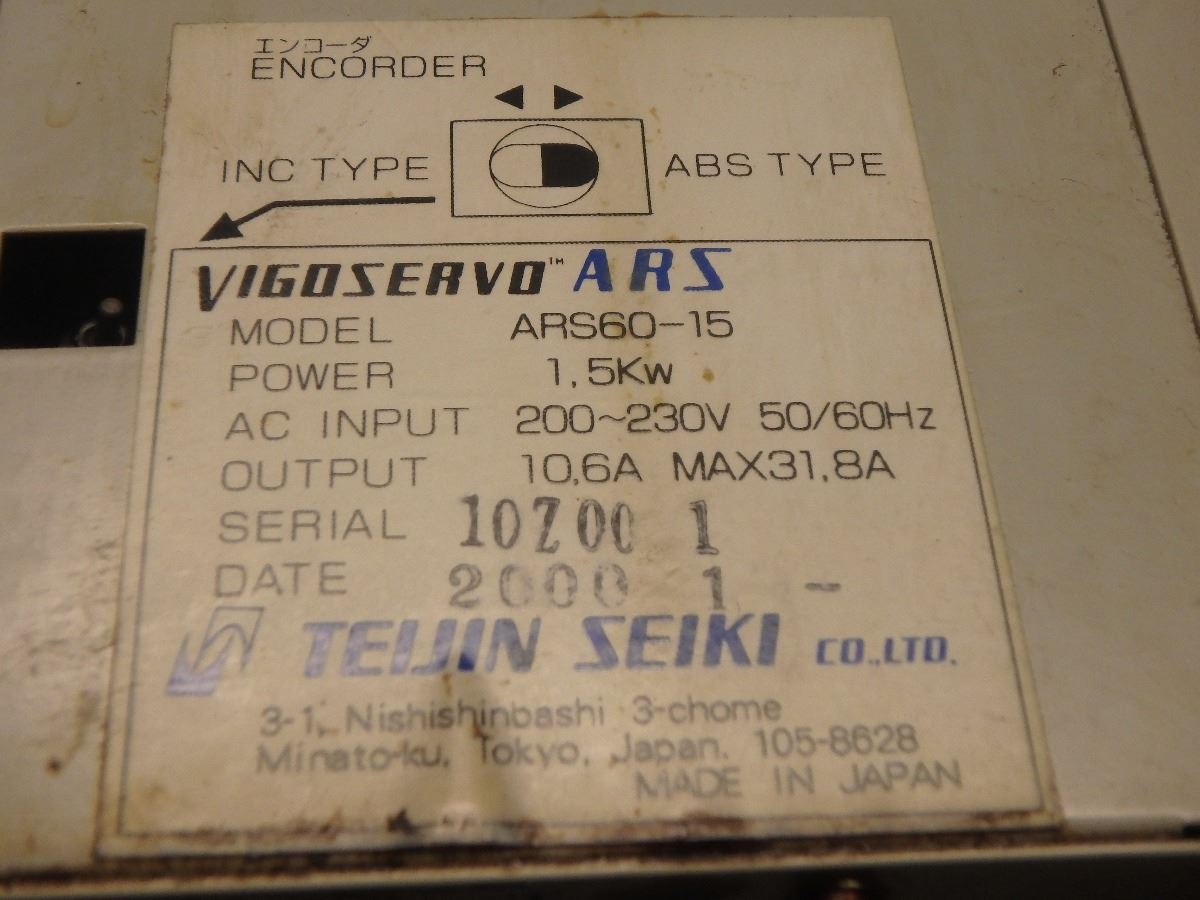 エンコーダ
ENCORDER
◀ ▶
INC TYPE ABS TYPE
VIGOSERVO™ ARS
MODEL ARS60-15
POWER 1.5Kw
AC INPUT 200~230V 50/60Hz
OUTPUT 10.6A MAX31.8A
SERIAL 10Z00 1
DATE 2000 1 -
TEIJIN SEIKI CO.,LTD.
3-1, Nishishinbashi 3-chome
Minato-ku, Tokyo, Japan. 105-8628
MADE IN JAPAN